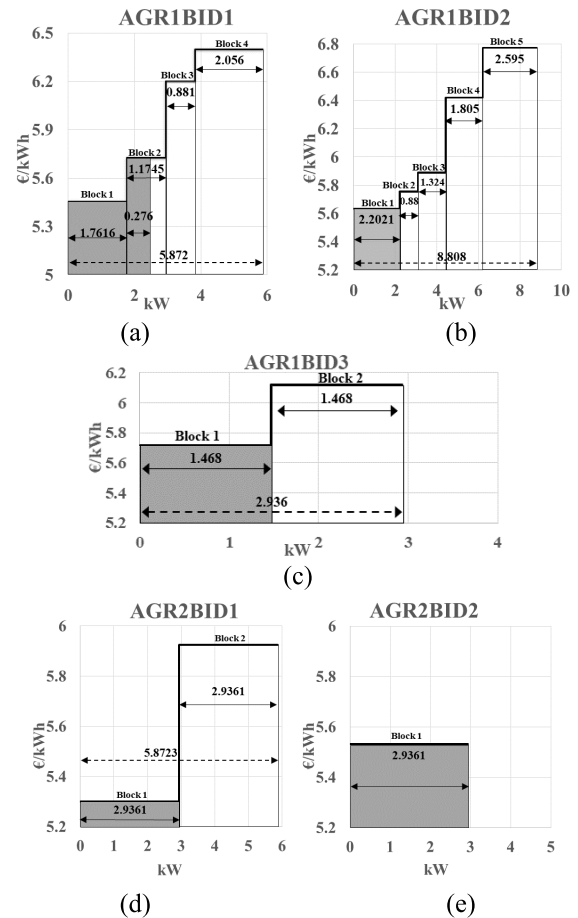 AGR1BID1
6.5
6.2
5.9
5.6
5.3
5
€/kWh
Block 1
1.7616
Block 2
1.1745
0.276
Block 3
0.881
Block 4
2.056
5.872
0 2 4 6
kW
(a)
AGR1BID2
6.8
6.6
6.4
6.2
6
5.8
5.6
5.4
5.2
€/kWh
Block 1
2.2021
Block 2
0.88
Block 3
1.324
Block 4
1.805
Block 5
2.595
8.808
0 2 4 6 8 10
kW
(b)
AGR1BID3
6.2
6
5.8
5.6
5.4
5.2
€/kWh
Block 1
1.468
Block 2
1.468
2.936
0 1 2 3 4
kW
(c)
AGR2BID1
6
5.8
5.6
5.4
5.2
€/kWh
Block 1
2.9361
Block 2
2.9361
5.8723
0 1 2 3 4 5 6
kW
(d)
AGR2BID2
6
5.8
5.6
5.4
5.2
€/kWh
Block 1
2.9361
0 1 2 3 4 5
kW
(e)